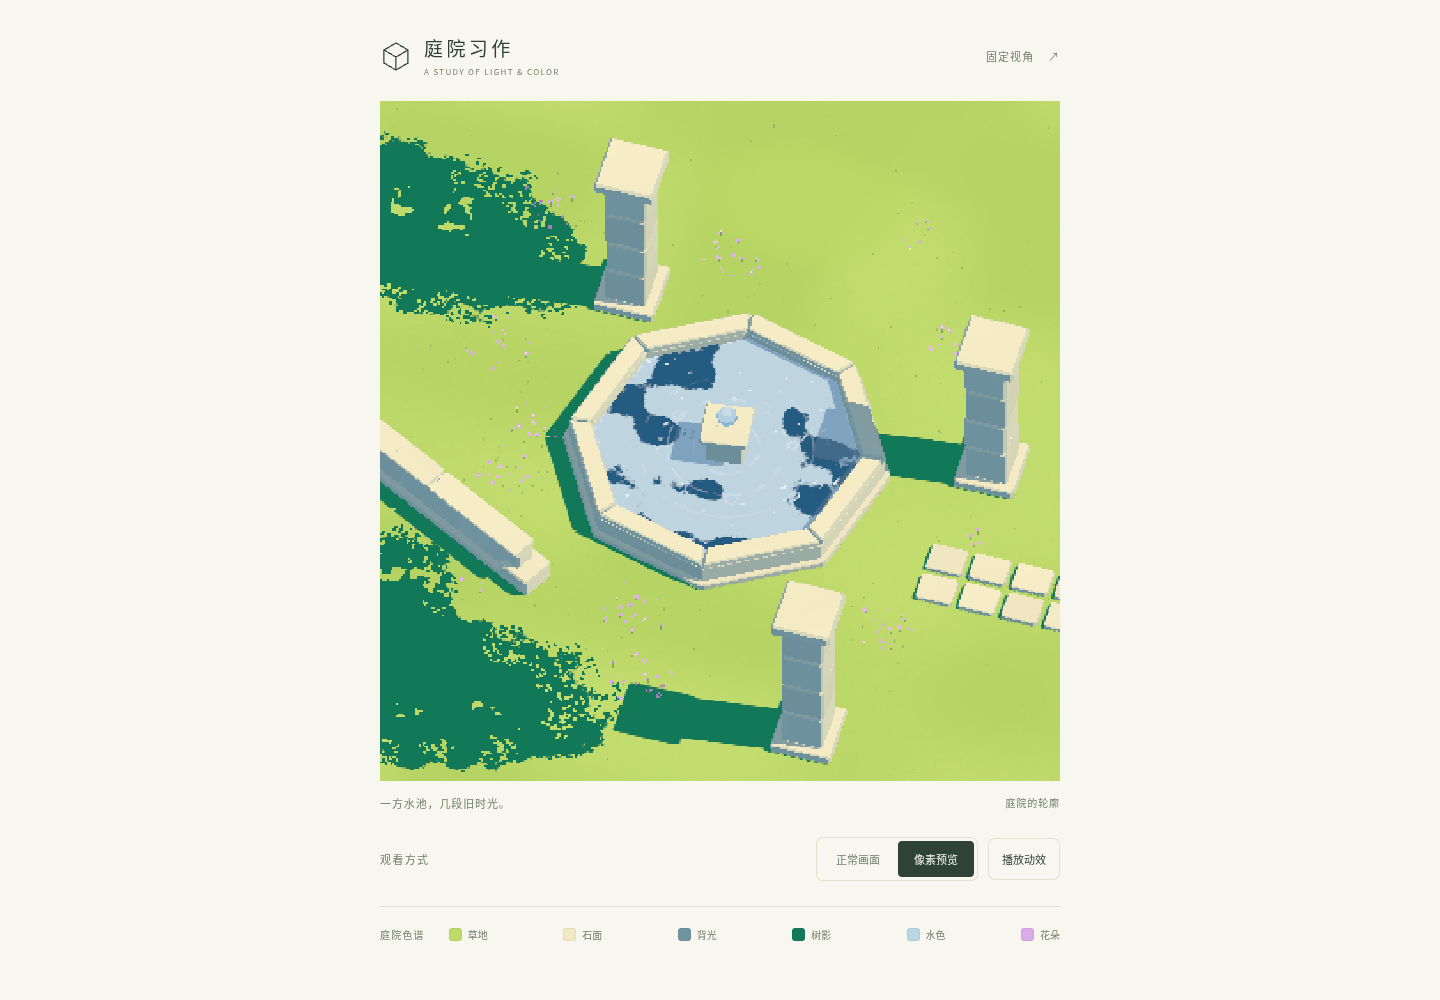 庭院习作
A STUDY OF LIGHT & COLOR
固定视角 ↗
一方水池，几段旧时光。
庭院的轮廓
观看方式
正常画面
像素预览
播放动效
庭院色谱
草地
石面
背光
树影
水色
花朵